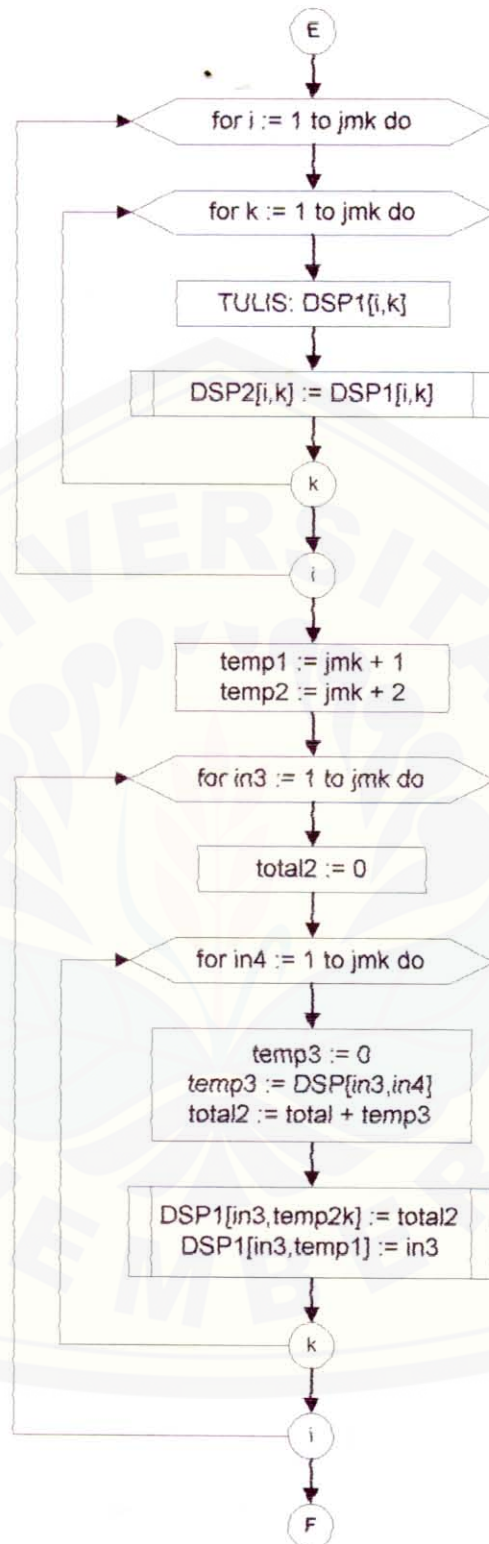 E
for i := 1 to jmk do
for k := 1 to jmk do
TULIS: DSP1[i,k]
DSP2[i,k] := DSP1[i,k]
k
i
temp1 := jmk + 1
temp2 := jmk + 2
for in3 := 1 to jmk do
total2 := 0
for in4 := 1 to jmk do
temp3 := 0
temp3 := DSP[in3,in4]
total2 := total + temp3
DSP1[in3,temp2k] := total2
DSP1[in3,temp1] := in3
k
i
F